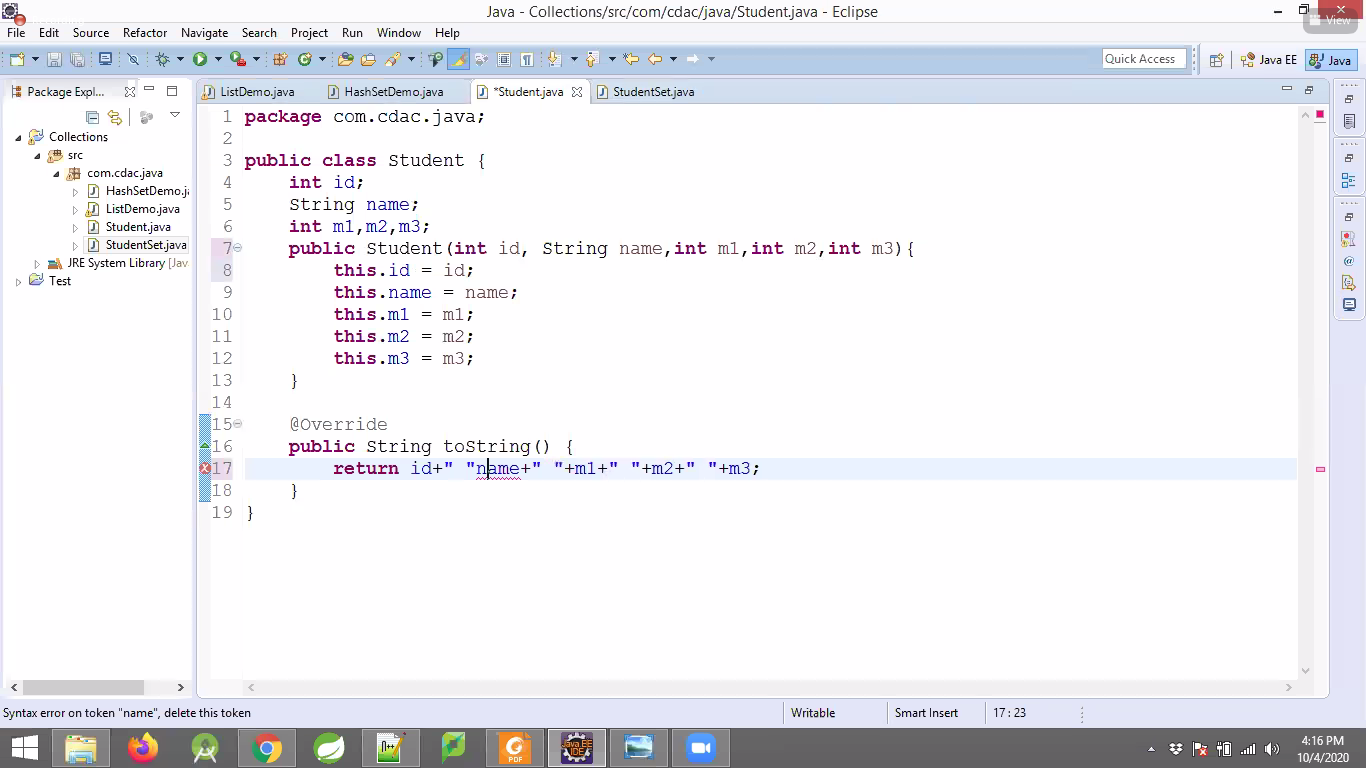 Java - Collections/src/com/cdac/java/Student.java - Eclipse
View
File Edit Source Refactor Navigate Search Project Run Window Help
Quick Access Java EE Java
Package Expl... ListDemo.java HashSetDemo.java *Student.java StudentSet.java
Collections
src
com.cdac.java
HashSetDemo.ja
ListDemo.java
Student.java
StudentSet.java
JRE System Library [Java
Test
1 package com.cdac.java;
2
3 public class Student {
4 int id;
5 String name;
6 int m1,m2,m3;
7 public Student(int id, String name,int m1,int m2,int m3){
8 this.id = id;
9 this.name = name;
10 this.m1 = m1;
11 this.m2 = m2;
12 this.m3 = m3;
13 }
14
15 @Override
16 public String toString() {
17 return id+" "name+" "+m1+" "+m2+" "+m3;
18 }
19 }
Syntax error on token "name", delete this token Writable Smart Insert 17 : 23
PDF
Java EE
IDE
4:16 PM
10/4/2020